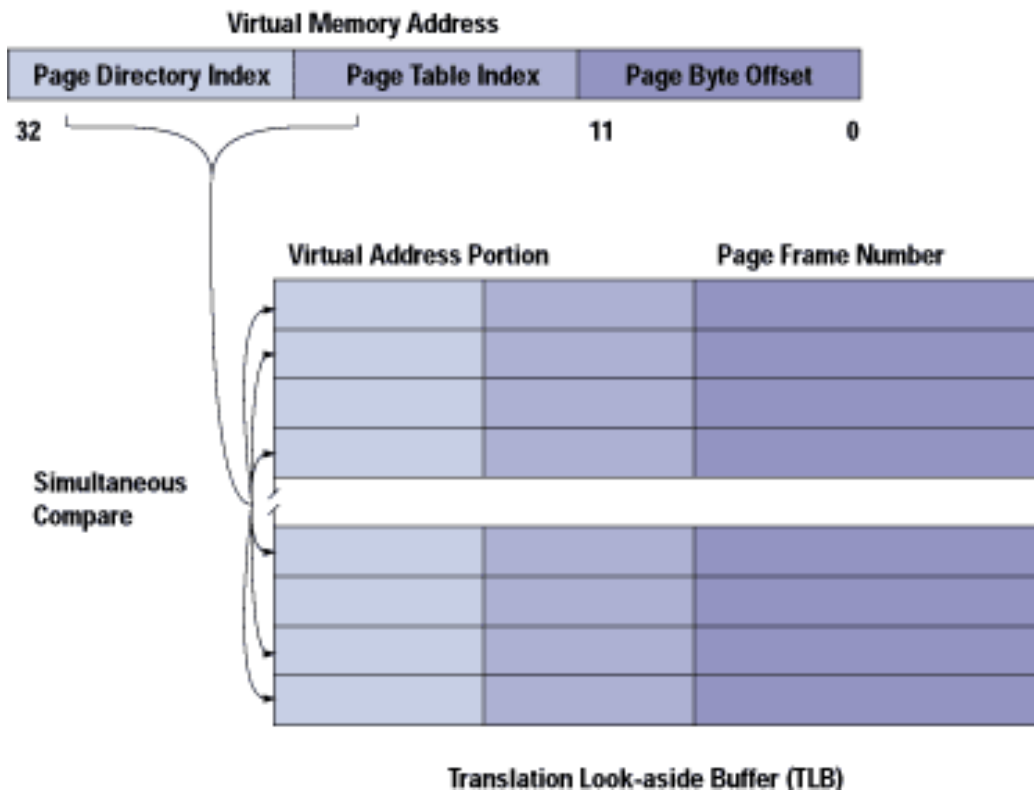 Virtual Memory Address
Page Directory Index Page Table Index Page Byte Offset
32 11 0
Virtual Address Portion Page Frame Number
Simultaneous
Compare
Translation Look-aside Buffer (TLB)